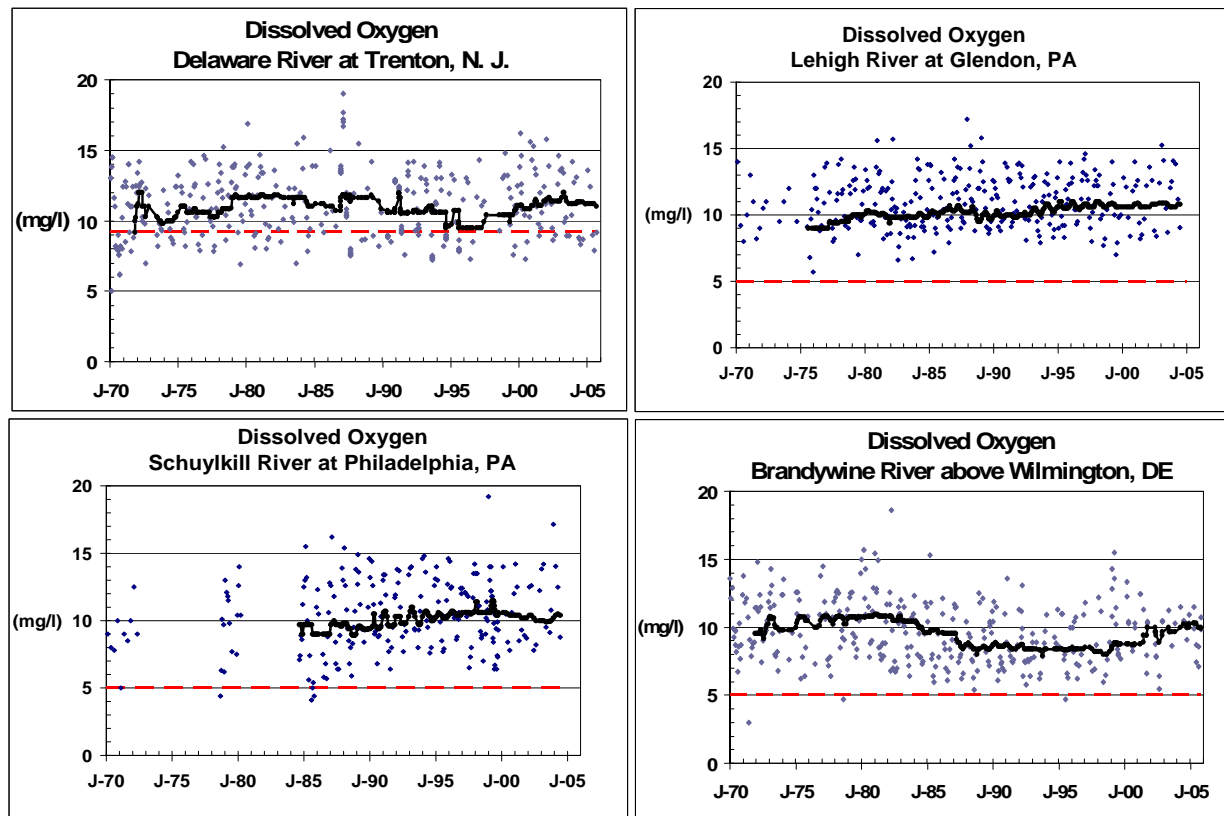 Dissolved Oxygen
Delaware River at Trenton, N. J.
20
15
10
5
0
(mg/l)
J-70 J-75 J-80 J-85 J-90 J-95 J-00 J-05
Dissolved Oxygen
Lehigh River at Glendon, PA
20
15
10
5
0
(mg/l)
J-70 J-75 J-80 J-85 J-90 J-95 J-00 J-05
Dissolved Oxygen
Schuylkill River at Philadelphia, PA
20
15
10
5
0
(mg/l)
J-70 J-75 J-80 J-85 J-90 J-95 J-00 J-05
Dissolved Oxygen
Brandywine River above Wilmington, DE
20
15
10
5
0
(mg/l)
J-70 J-75 J-80 J-85 J-90 J-95 J-00 J-05